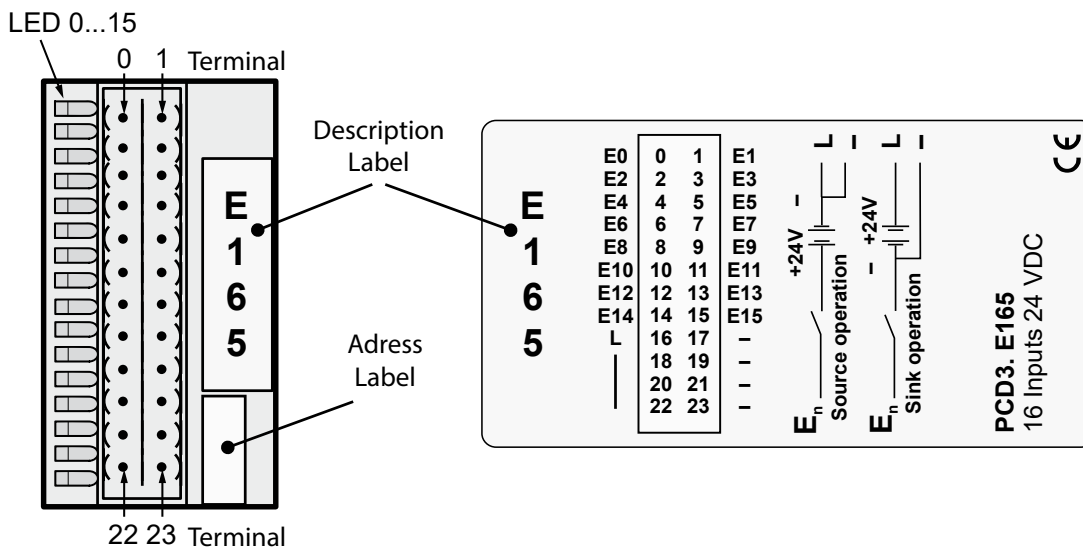 LED 0...15
0 1 Terminal
Description
Label
E
1
6
5
Adress
Label
22 23 Terminal
E
1
6
5
E0 0 1 E1
E2 2 3 E3
E4 4 5 E5
E6 6 7 E7
E8 8 9 E9
E10 10 11 E11
E12 12 13 E13
E14 14 15 E15
L 16 17 –
18 19 –
20 21 –
22 23 –
L –
+24V –
En
Source operation
L –
– +24V
En
Sink operation
PCD3. E165
16 Inputs 24 VDC
CE